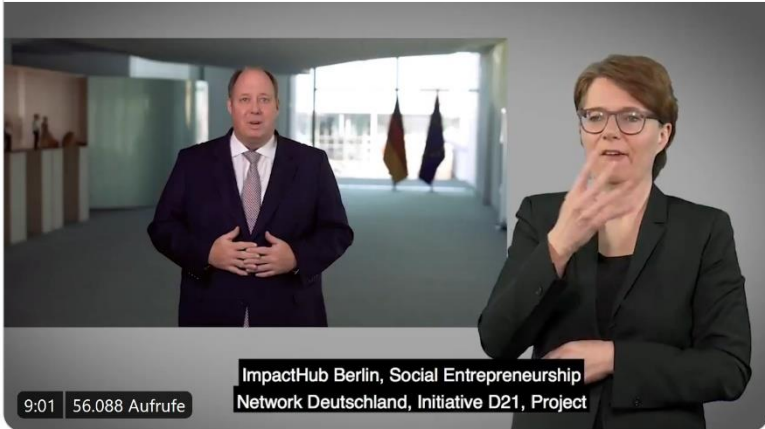 ImpactHub Berlin, Social Entrepreneurship
Network Deutschland, Initiative D21, Project
9:01 56.088 Aufrufe